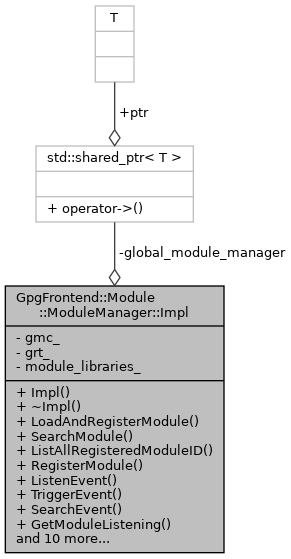 T
+ptr
std::shared_ptr< T >
+ operator->()
-global_module_manager
GpgFrontend::Module
::ModuleManager::Impl
- gmc_
- grt_
- module_libraries_
+ Impl()
+ ~Impl()
+ LoadAndRegisterModule()
+ SearchModule()
+ ListAllRegisteredModuleID()
+ RegisterModule()
+ ListenEvent()
+ TriggerEvent()
+ SearchEvent()
+ GetModuleListening()
and 10 more...